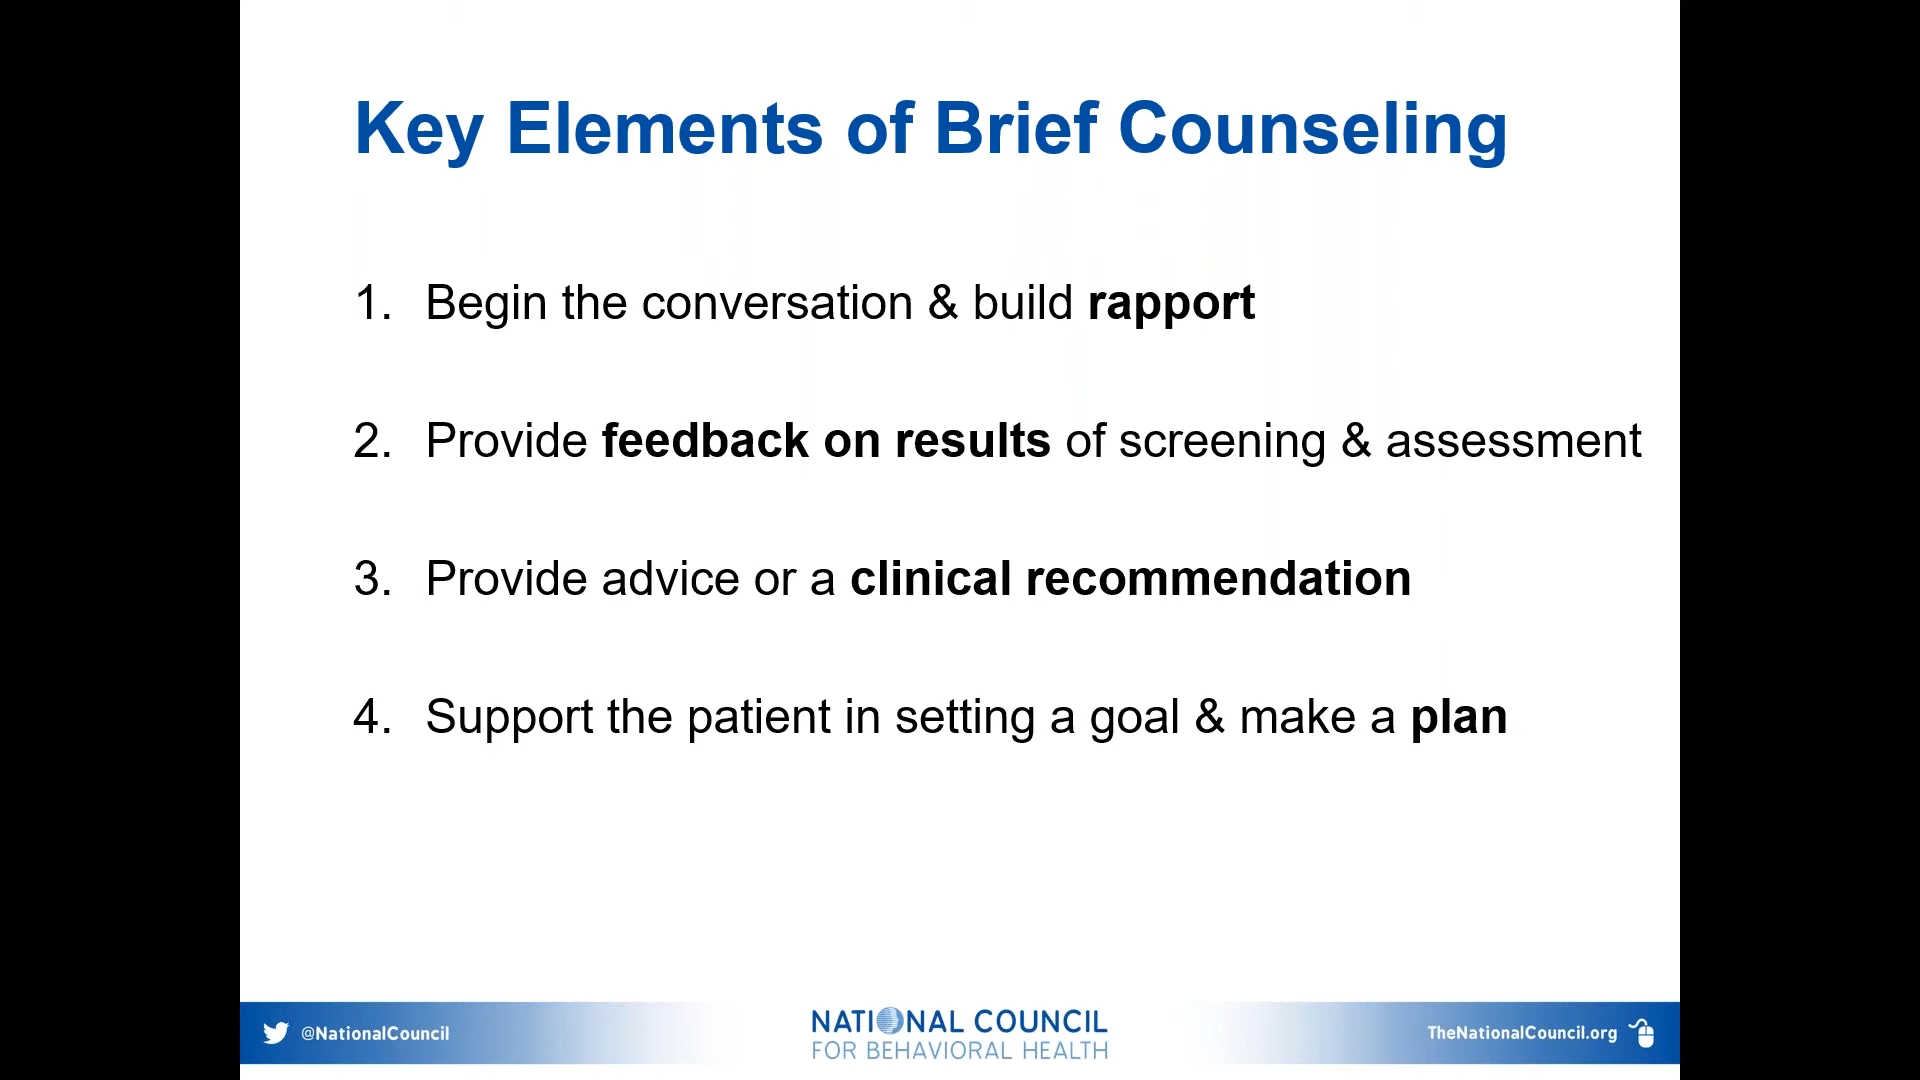 Key Elements of Brief Counseling
1. Begin the conversation & build rapport
2. Provide feedback on results of screening & assessment
3. Provide advice or a clinical recommendation
4. Support the patient in setting a goal & make a plan
@NationalCouncil
NATIONAL COUNCIL
FOR BEHAVIORAL HEALTH
TheNationalCouncil.org